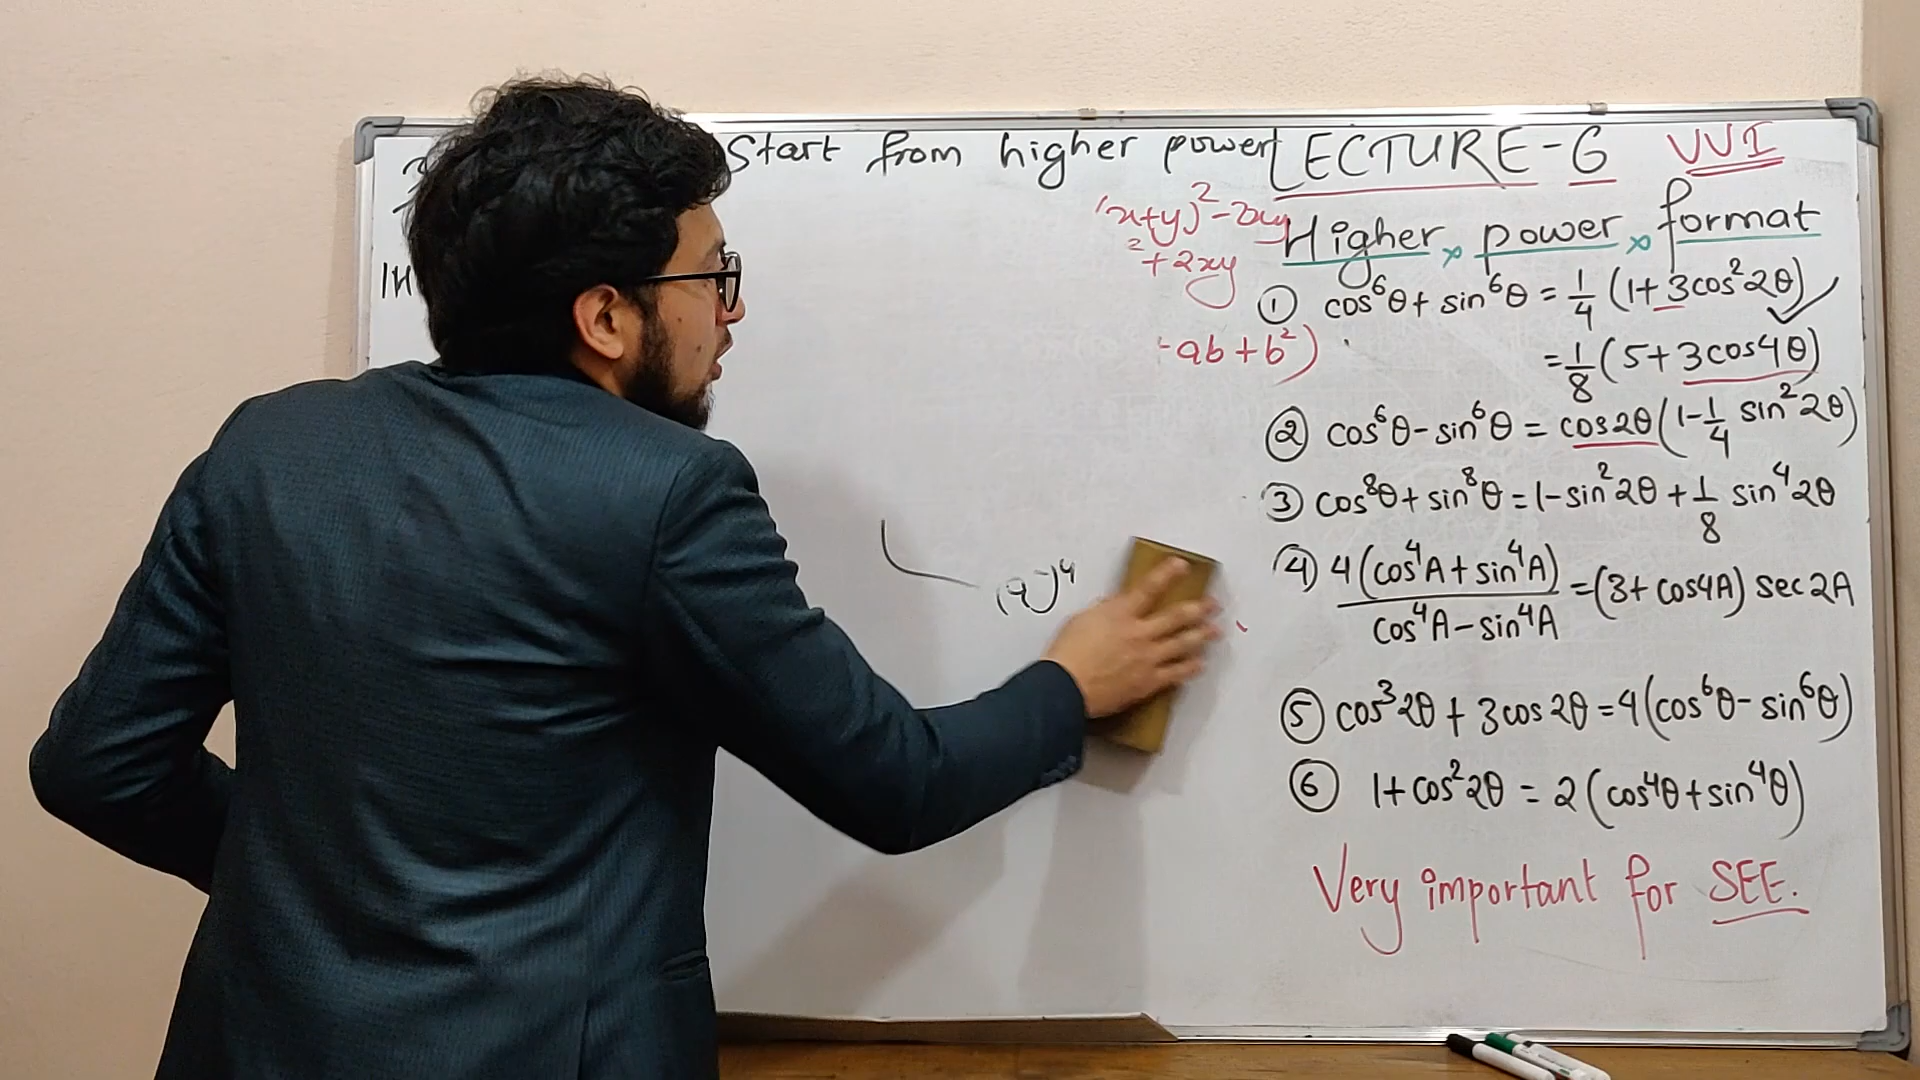 Start from higher power
LECTURE-6 VVI
(x+y)² - 2xy
² + 2xy
-ab + b²)
(a )⁴
Higher power format
① cos⁶θ + sin⁶θ = 1/4 (1 + 3cos²2θ)
= 1/8 (5 + 3cos4θ)
② cos⁶θ - sin⁶θ = cos2θ (1 - 1/4 sin²2θ)
③ cos⁸θ + sin⁸θ = 1 - sin²2θ + 1/8 sin⁴2θ
④ 4(cos⁴A + sin⁴A) / cos⁴A - sin⁴A = (3 + cos4A) sec2A
⑤ cos³2θ + 3cos2θ = 4(cos⁶θ - sin⁶θ)
⑥ 1 + cos²2θ = 2(cos⁴θ + sin⁴θ)
Very important for SEE.